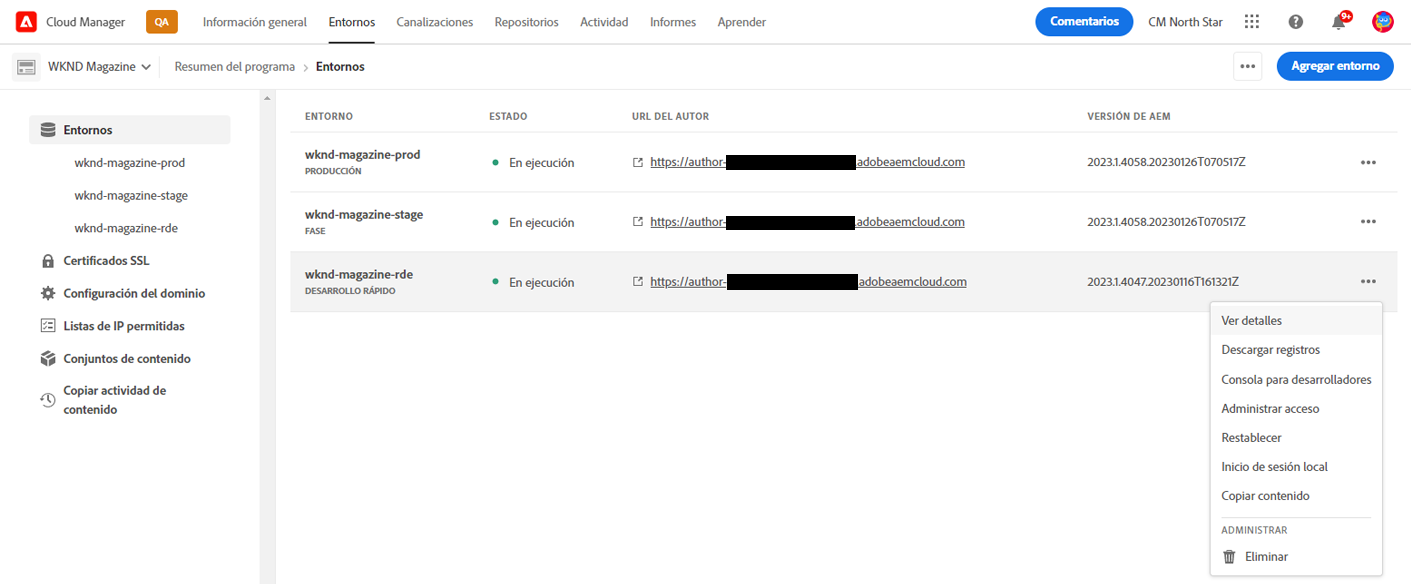 Cloud Manager QA Información general Entornos Canalizaciones Repositorios Actividad Informes Aprender Comentarios CM North Star 9+
WKND Magazine Resumen del programa Entornos Agregar entorno
Entornos
wknd-magazine-prod
wknd-magazine-stage
wknd-magazine-rde
Certificados SSL
Configuración del dominio
Listas de IP permitidas
Conjuntos de contenido
Copiar actividad de
contenido
ENTORNO ESTADO URL DEL AUTOR VERSIÓN DE AEM
wknd-magazine-prod En ejecución https://author- adobeaemcloud.com 2023.1.4058.20230126T070517Z
PRODUCCIÓN
wknd-magazine-stage En ejecución https://author- adobeaemcloud.com 2023.1.4058.20230126T070517Z
FASE
wknd-magazine-rde En ejecución https://author- adobeaemcloud.com 2023.1.4047.20230116T161321Z
DESARROLLO RÁPIDO
Ver detalles
Descargar registros
Consola para desarrolladores
Administrar acceso
Restablecer
Inicio de sesión local
Copiar contenido
ADMINISTRAR
Eliminar